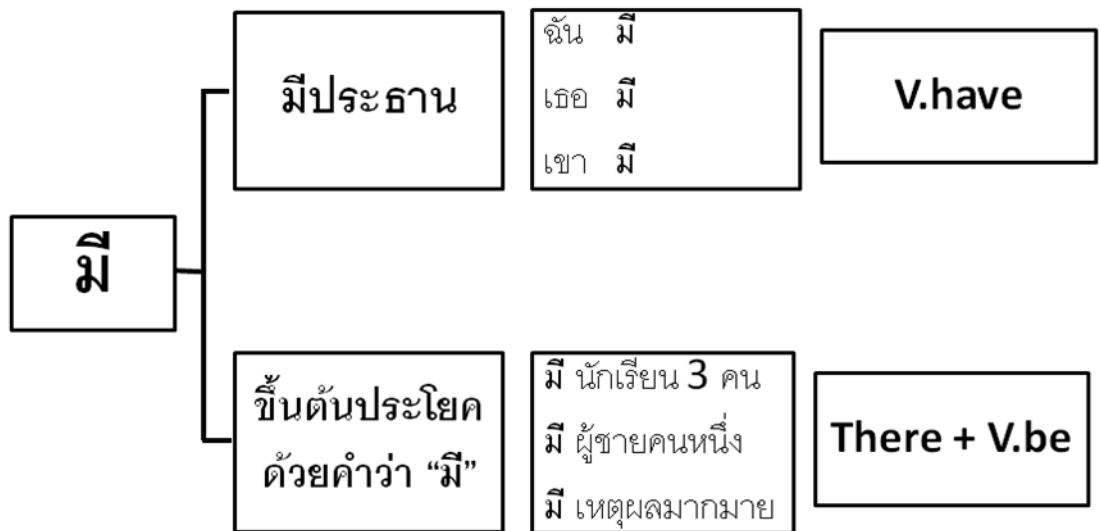 มี
มีประธาน
ฉัน มี
เธอ มี
เขา มี
V.have
ขึ้นต้นประโยค
ด้วยคำว่า “มี”
มี นักเรียน 3 คน
มี ผู้ชายคนหนึ่ง
มี เหตุผลมากมาย
There + V.be